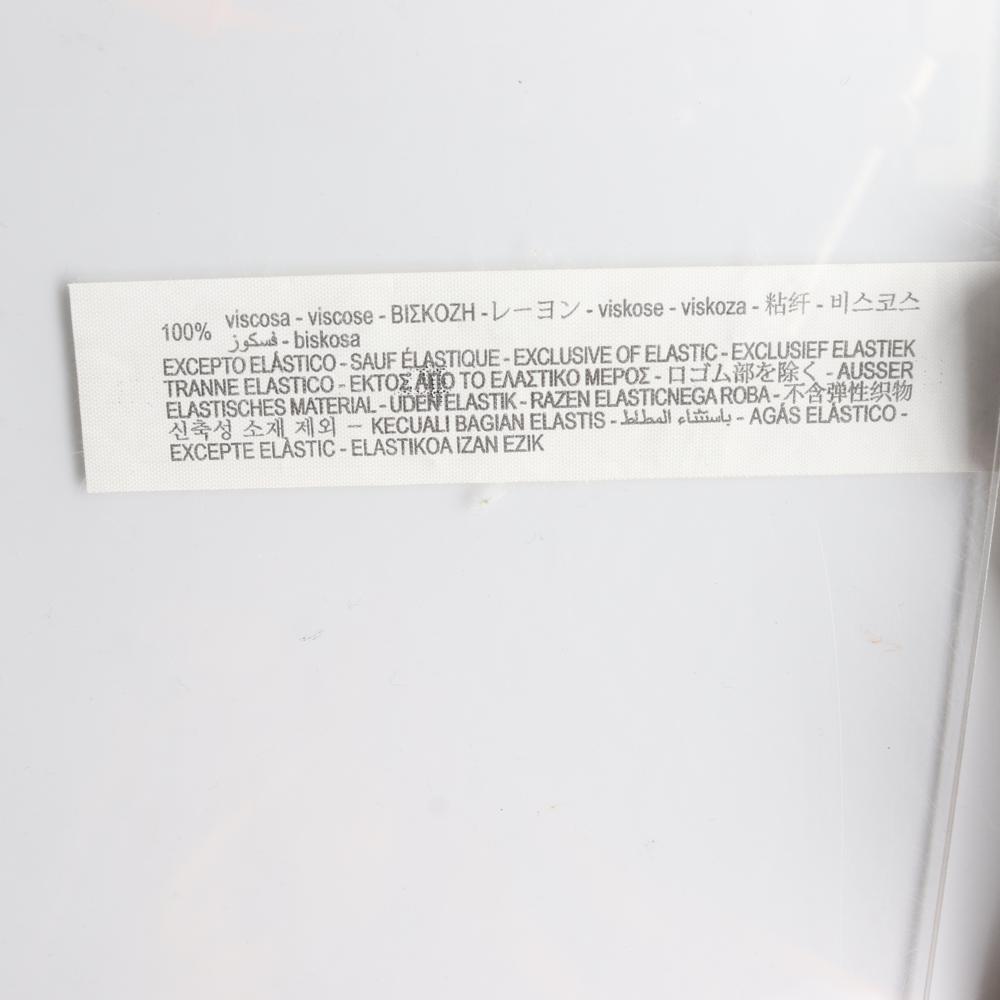 100% viscosa - viscose - ΒΙΣΚΟΖΗ - レーヨン - viskose - viskoza - 粘纤 - 비스코스
فسكوز - biskosa
EXCEPTO ELÁSTICO - SAUF ÉLASTIQUE - EXCLUSIVE OF ELASTIC - EXCLUSIEF ELASTIEK
TRANNE ELASTICO - ΕΚΤΟΣ ΑΠΟ ΤΟ ΕΛΑΣΤΙΚΟ ΜΕΡΟΣ - 口ゴム部を除く - AUSSER
ELASTISCHES MATERIAL - UDEN ELASTIK - RAZEN ELASTICNEGA ROBA - 不含弹性织物
신축성 소재 제외 – KECUALI BAGIAN ELASTIS - باستثناء المطاط - AGÁS ELÁSTICO -
EXCEPTE ELÀSTIC - ELASTIKOA IZAN EZIK